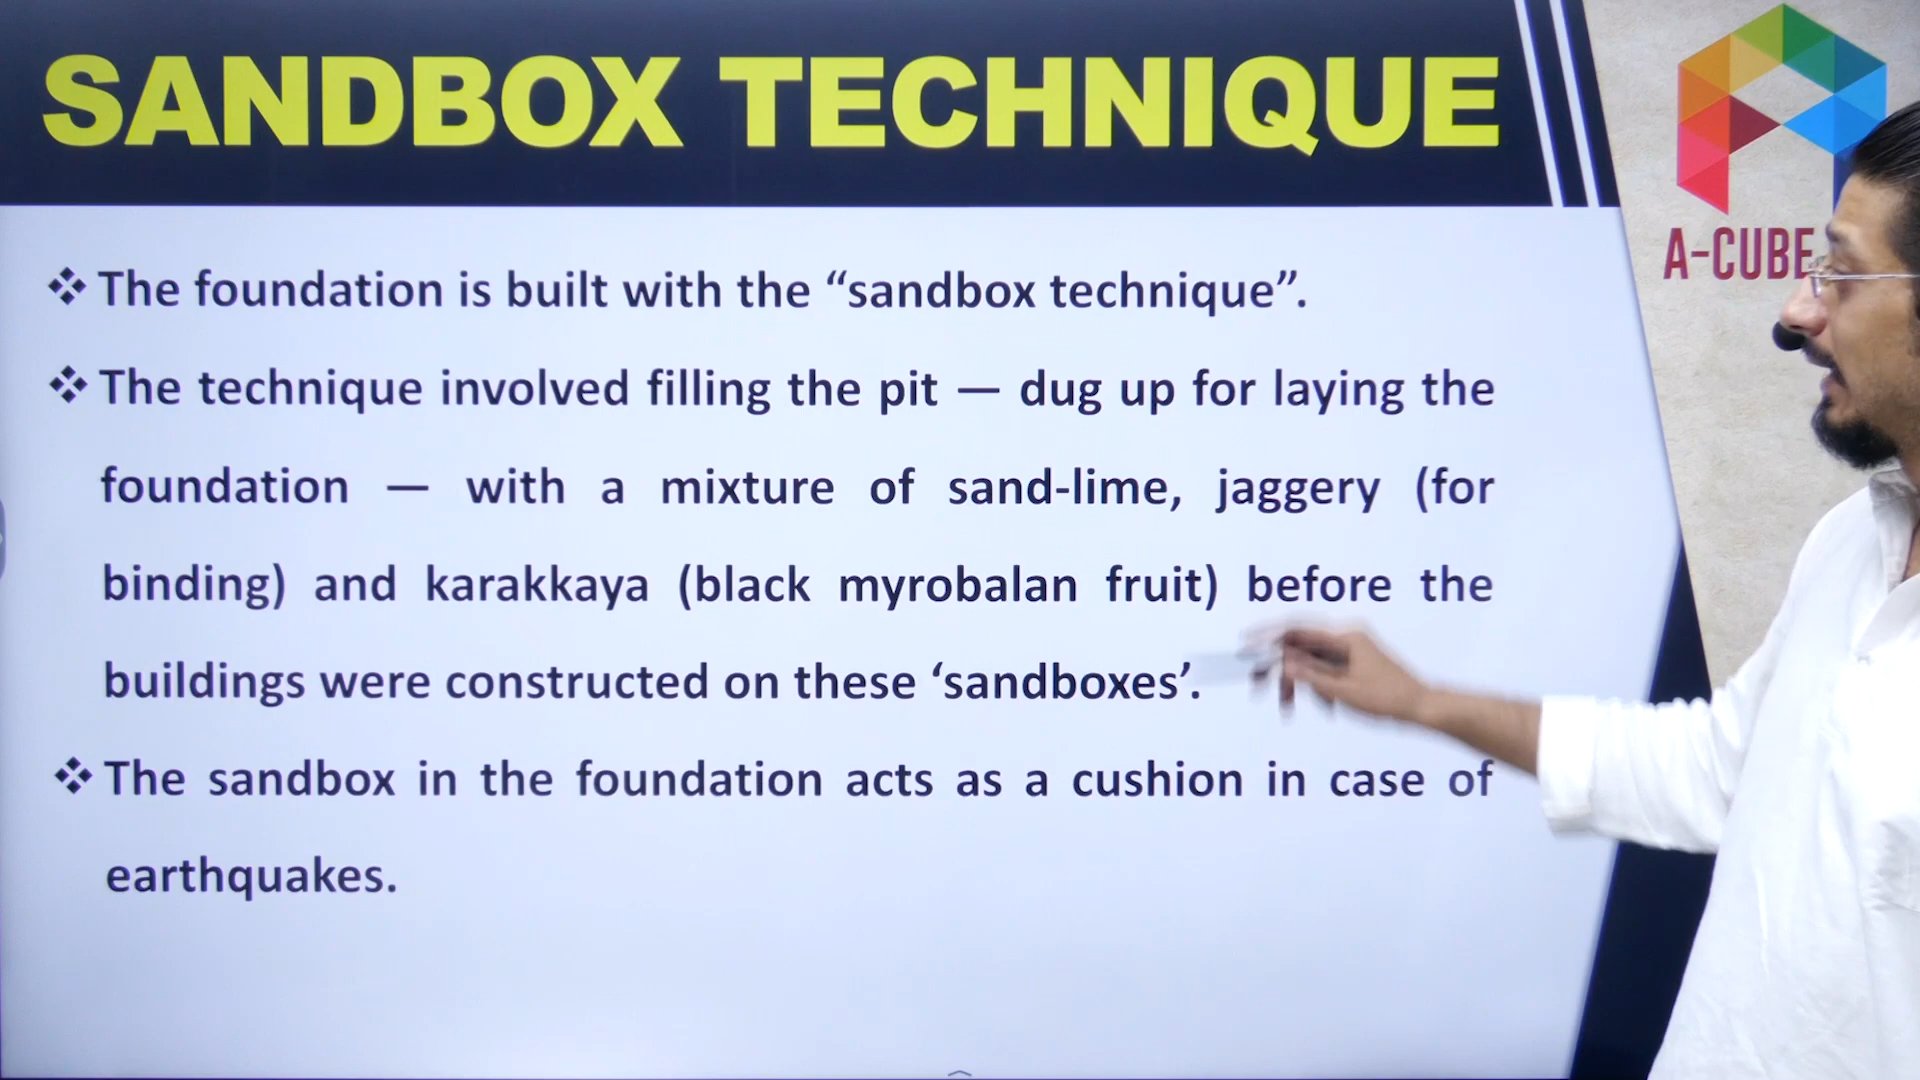 SANDBOX TECHNIQUE
A-CUBE
❖ The foundation is built with the “sandbox technique”.
❖ The technique involved filling the pit — dug up for laying the
foundation — with a mixture of sand-lime, jaggery (for
binding) and karakkaya (black myrobalan fruit) before the
buildings were constructed on these ‘sandboxes’.
❖ The sandbox in the foundation acts as a cushion in case of
earthquakes.